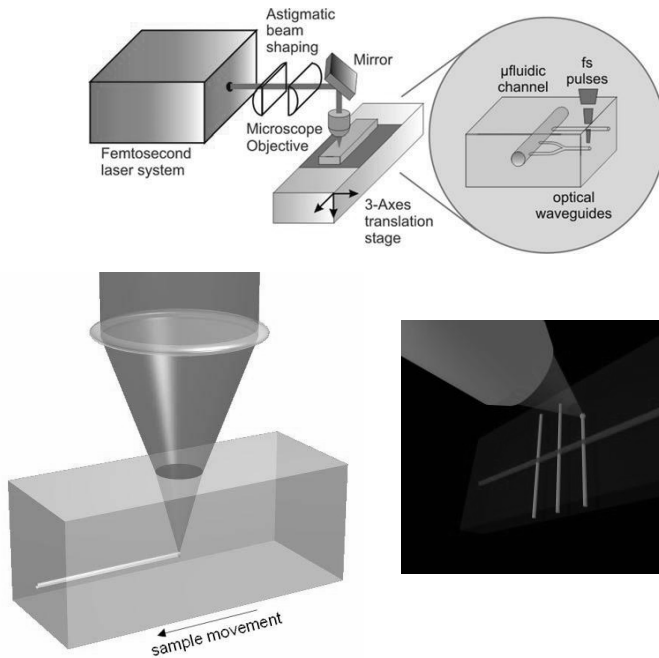 Astigmatic
beam
shaping
Mirror
Microscope
Objective
Femtosecond
laser system
3-Axes
translation
stage
µfluidic
channel
fs
pulses
optical
waveguides
sample movement